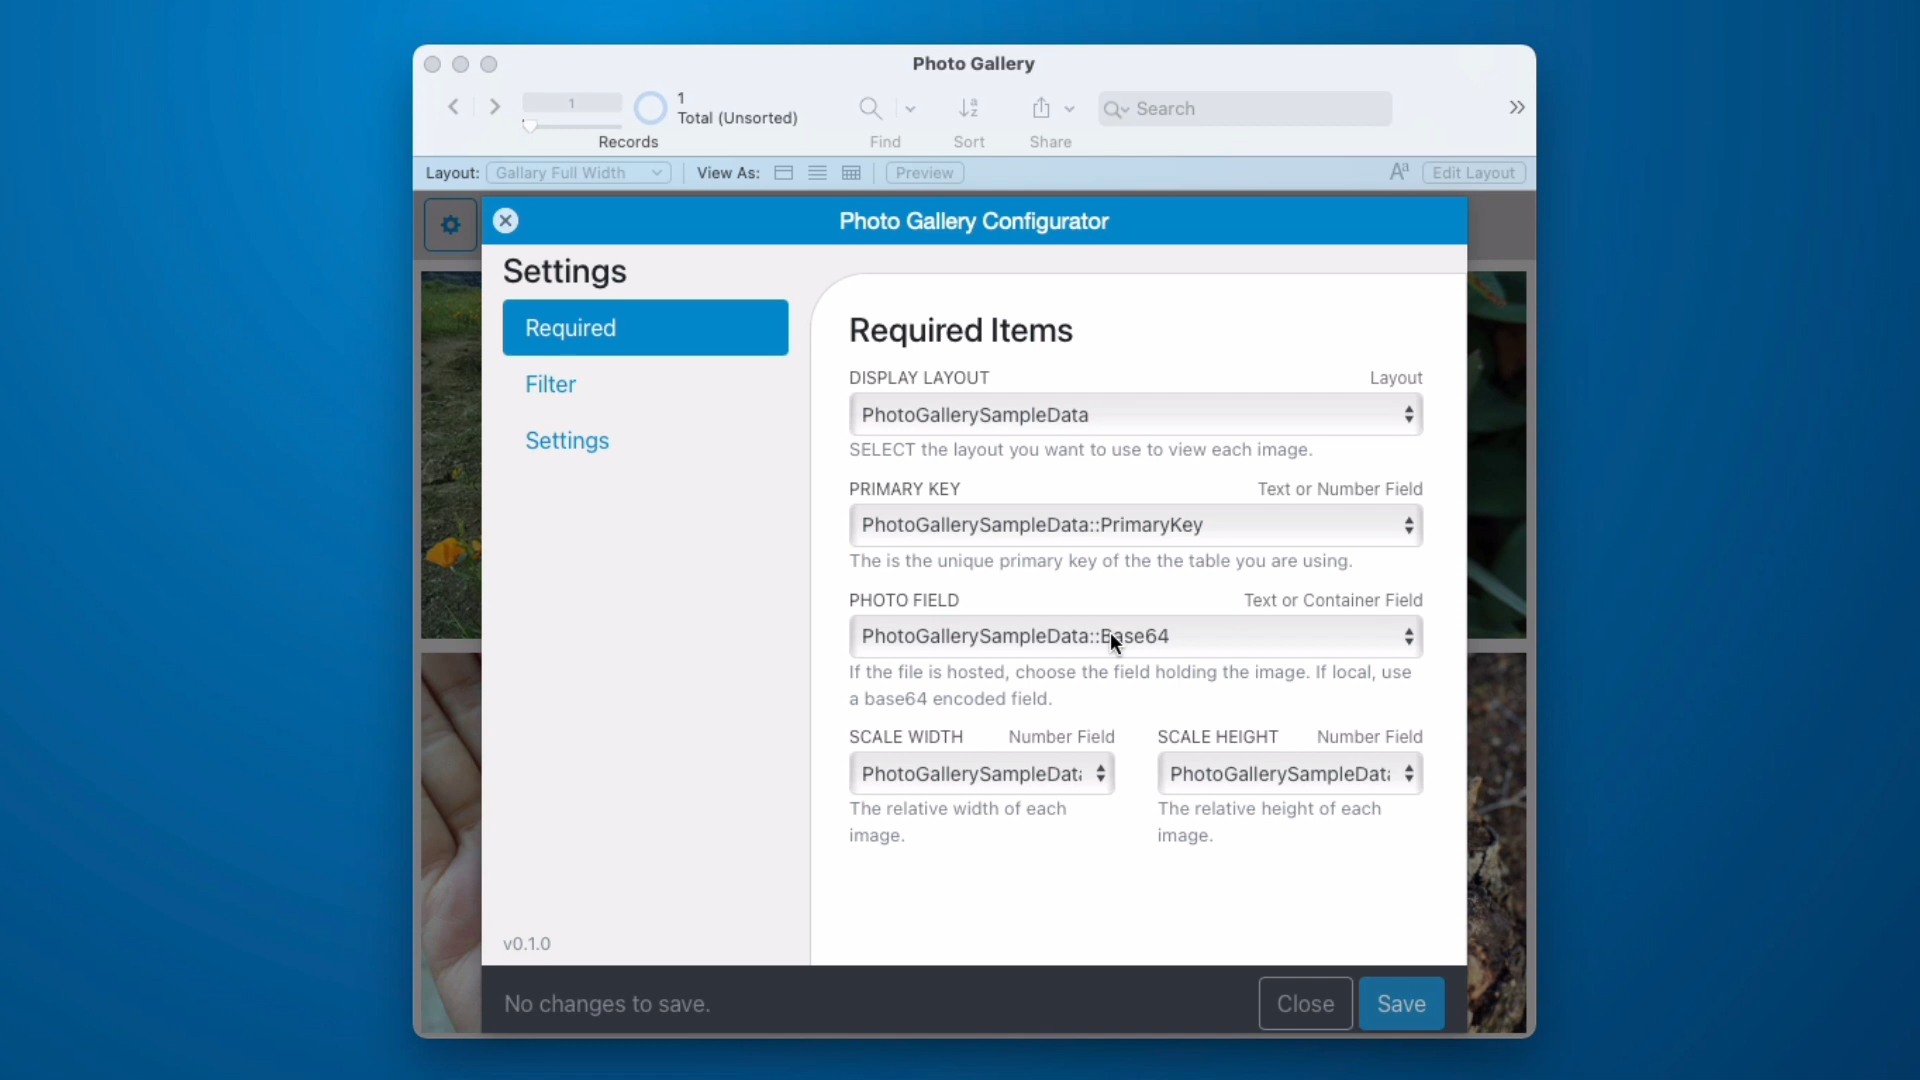 Photo Gallery
1
1
Total (Unsorted)
Search
Records
Find
Sort
Share
Layout: Gallary Full Width
View As:
Preview
Aa
Edit Layout
Photo Gallery Configurator
Settings
Required
Filter
Settings
Required Items
DISPLAY LAYOUT Layout
PhotoGallerySampleData
SELECT the layout you want to use to view each image.
PRIMARY KEY Text or Number Field
PhotoGallerySampleData::PrimaryKey
The is the unique primary key of the the table you are using.
PHOTO FIELD Text or Container Field
PhotoGallerySampleData::Base64
If the file is hosted, choose the field holding the image. If local, use
a base64 encoded field.
SCALE WIDTH Number Field
PhotoGallerySampleData
The relative width of each
image.
SCALE HEIGHT Number Field
PhotoGallerySampleData
The relative height of each
image.
v0.1.0
No changes to save.
Close
Save